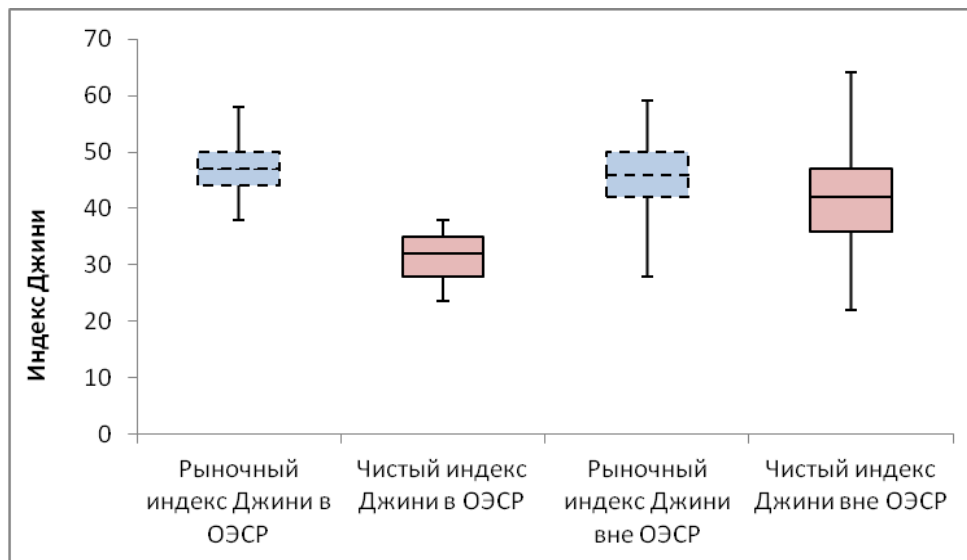 70
60
50
40
30
20
10
0
Индекс Джини
Рыночный
индекс Джини в
ОЭСР
Чистый индекс
Джини в ОЭСР
Рыночный
индекс Джини
вне ОЭСР
Чистый индекс
Джини вне ОЭСР